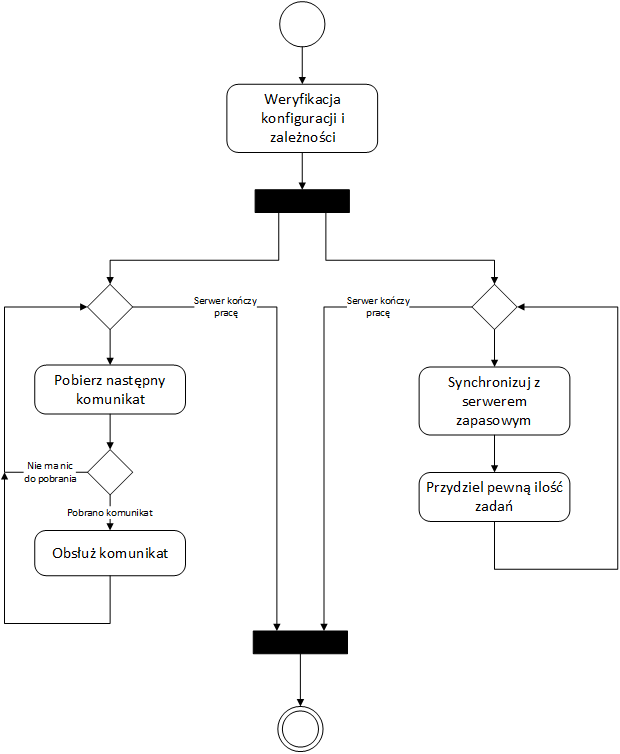 Weryfikacja
konfiguracji i
zależności
Serwer kończy
pracę
Serwer kończy
pracę
Pobierz następny
komunikat
Synchronizuj z
serwerem
zapasowym
Nie ma nic
do pobrania
Pobrano komunikat
Przydziel pewną ilość
zadań
Obsłuż komunikat